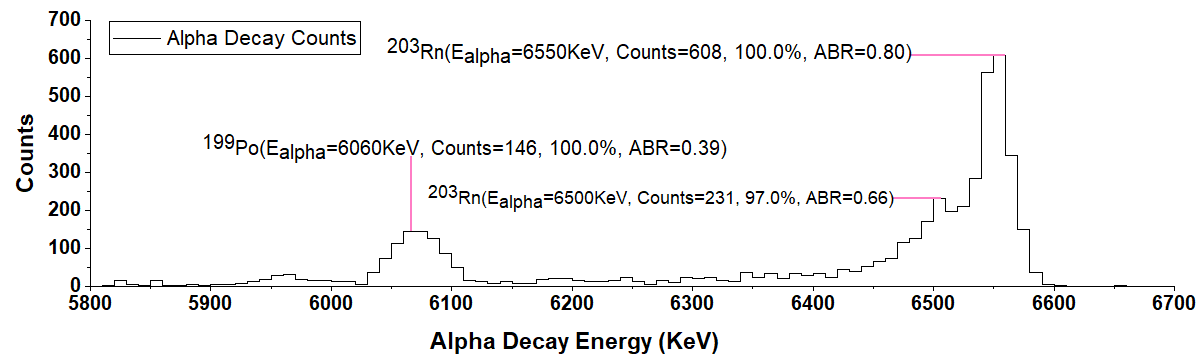 700
600
500
400
300
200
100
0
Counts
Alpha Decay Counts
²⁰³Rn(Ealpha=6550KeV, Counts=608, 100.0%, ABR=0.80)
¹⁹⁹Po(Ealpha=6060KeV, Counts=146, 100.0%, ABR=0.39)
²⁰³Rn(Ealpha=6500KeV, Counts=231, 97.0%, ABR=0.66)
5800 5900 6000 6100 6200 6300 6400 6500 6600 6700
Alpha Decay Energy (KeV)